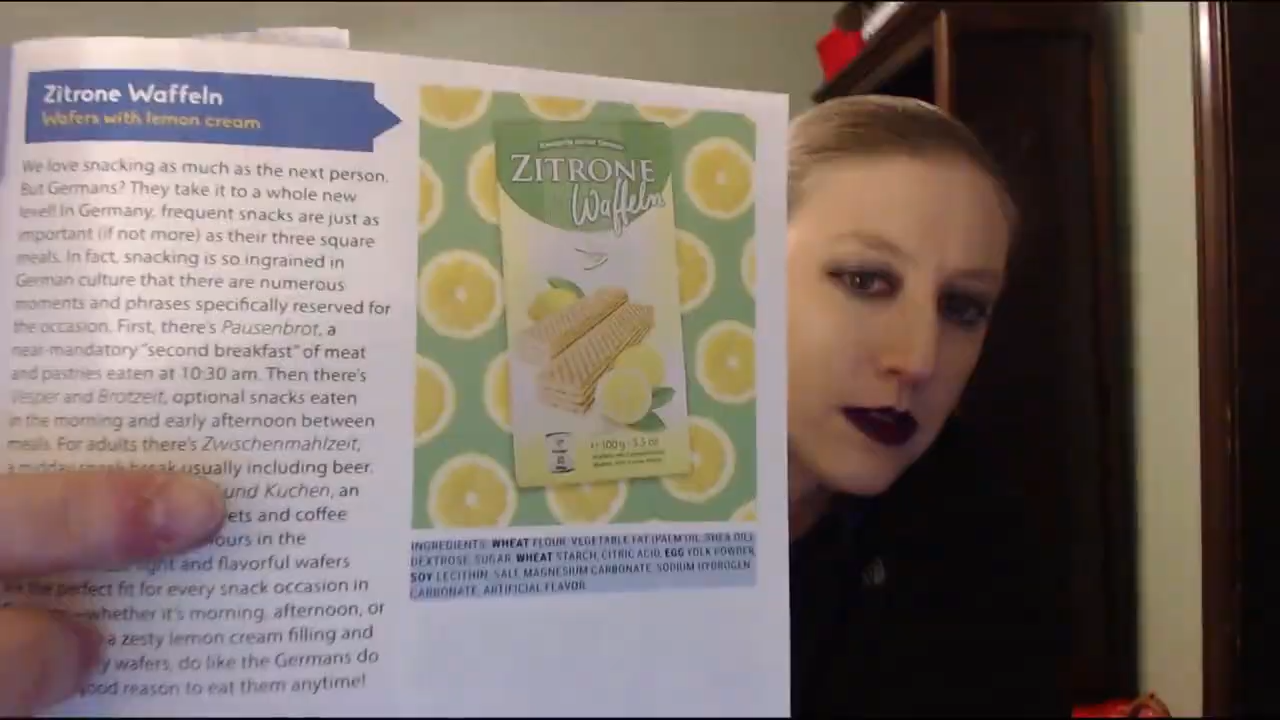 Zitrone Waffeln
Wafers with lemon cream
We love snacking as much as the next person.
But Germans? They take it to a whole new
level! In Germany, frequent snacks are just as
important (if not more) as their three square
meals. In fact, snacking is so ingrained in
German culture that there are numerous
moments and phrases specifically reserved for
the occasion. First, there's Pausenbrot, a
near-mandatory "second breakfast" of meat
and pastries eaten at 10:30 am. Then there's
Vesper and Brotzeit, optional snacks eaten
in the morning and early afternoon between
meals. For adults there's Zwischenmahlzeit,
a midday snack break usually including beer.
und Kuchen, an
and coffee
in the
and flavorful wafers
perfect fit for every snack occasion in
whether it's morning, afternoon, or
a zesty lemon cream filling and
wafers, do like the Germans do
reason to eat them anytime!
ZITRONE
Waffeln
100g - 3.5 oz
INGREDIENTS: WHEAT FLOUR, VEGETABLE FAT (PALM OIL, SHEA OIL),
DEXTROSE, SUGAR, WHEAT STARCH, CITRIC ACID, EGG YOLK POWDER,
SOY LECITHIN, SALT, MAGNESIUM CARBONATE, SODIUM HYDROGEN
CARBONATE, ARTIFICIAL FLAVOR